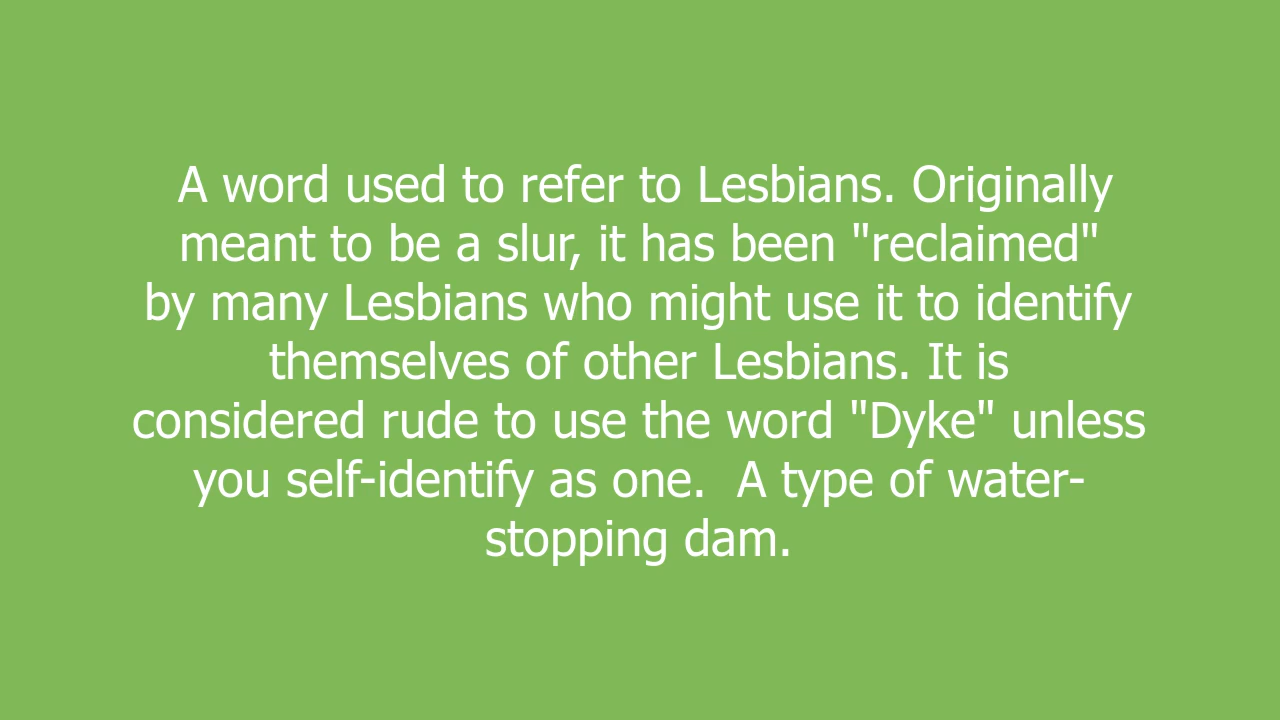 A word used to refer to Lesbians. Originally
meant to be a slur, it has been "reclaimed"
by many Lesbians who might use it to identify
themselves of other Lesbians. It is
considered rude to use the word "Dyke" unless
you self-identify as one.  A type of water-
stopping dam.